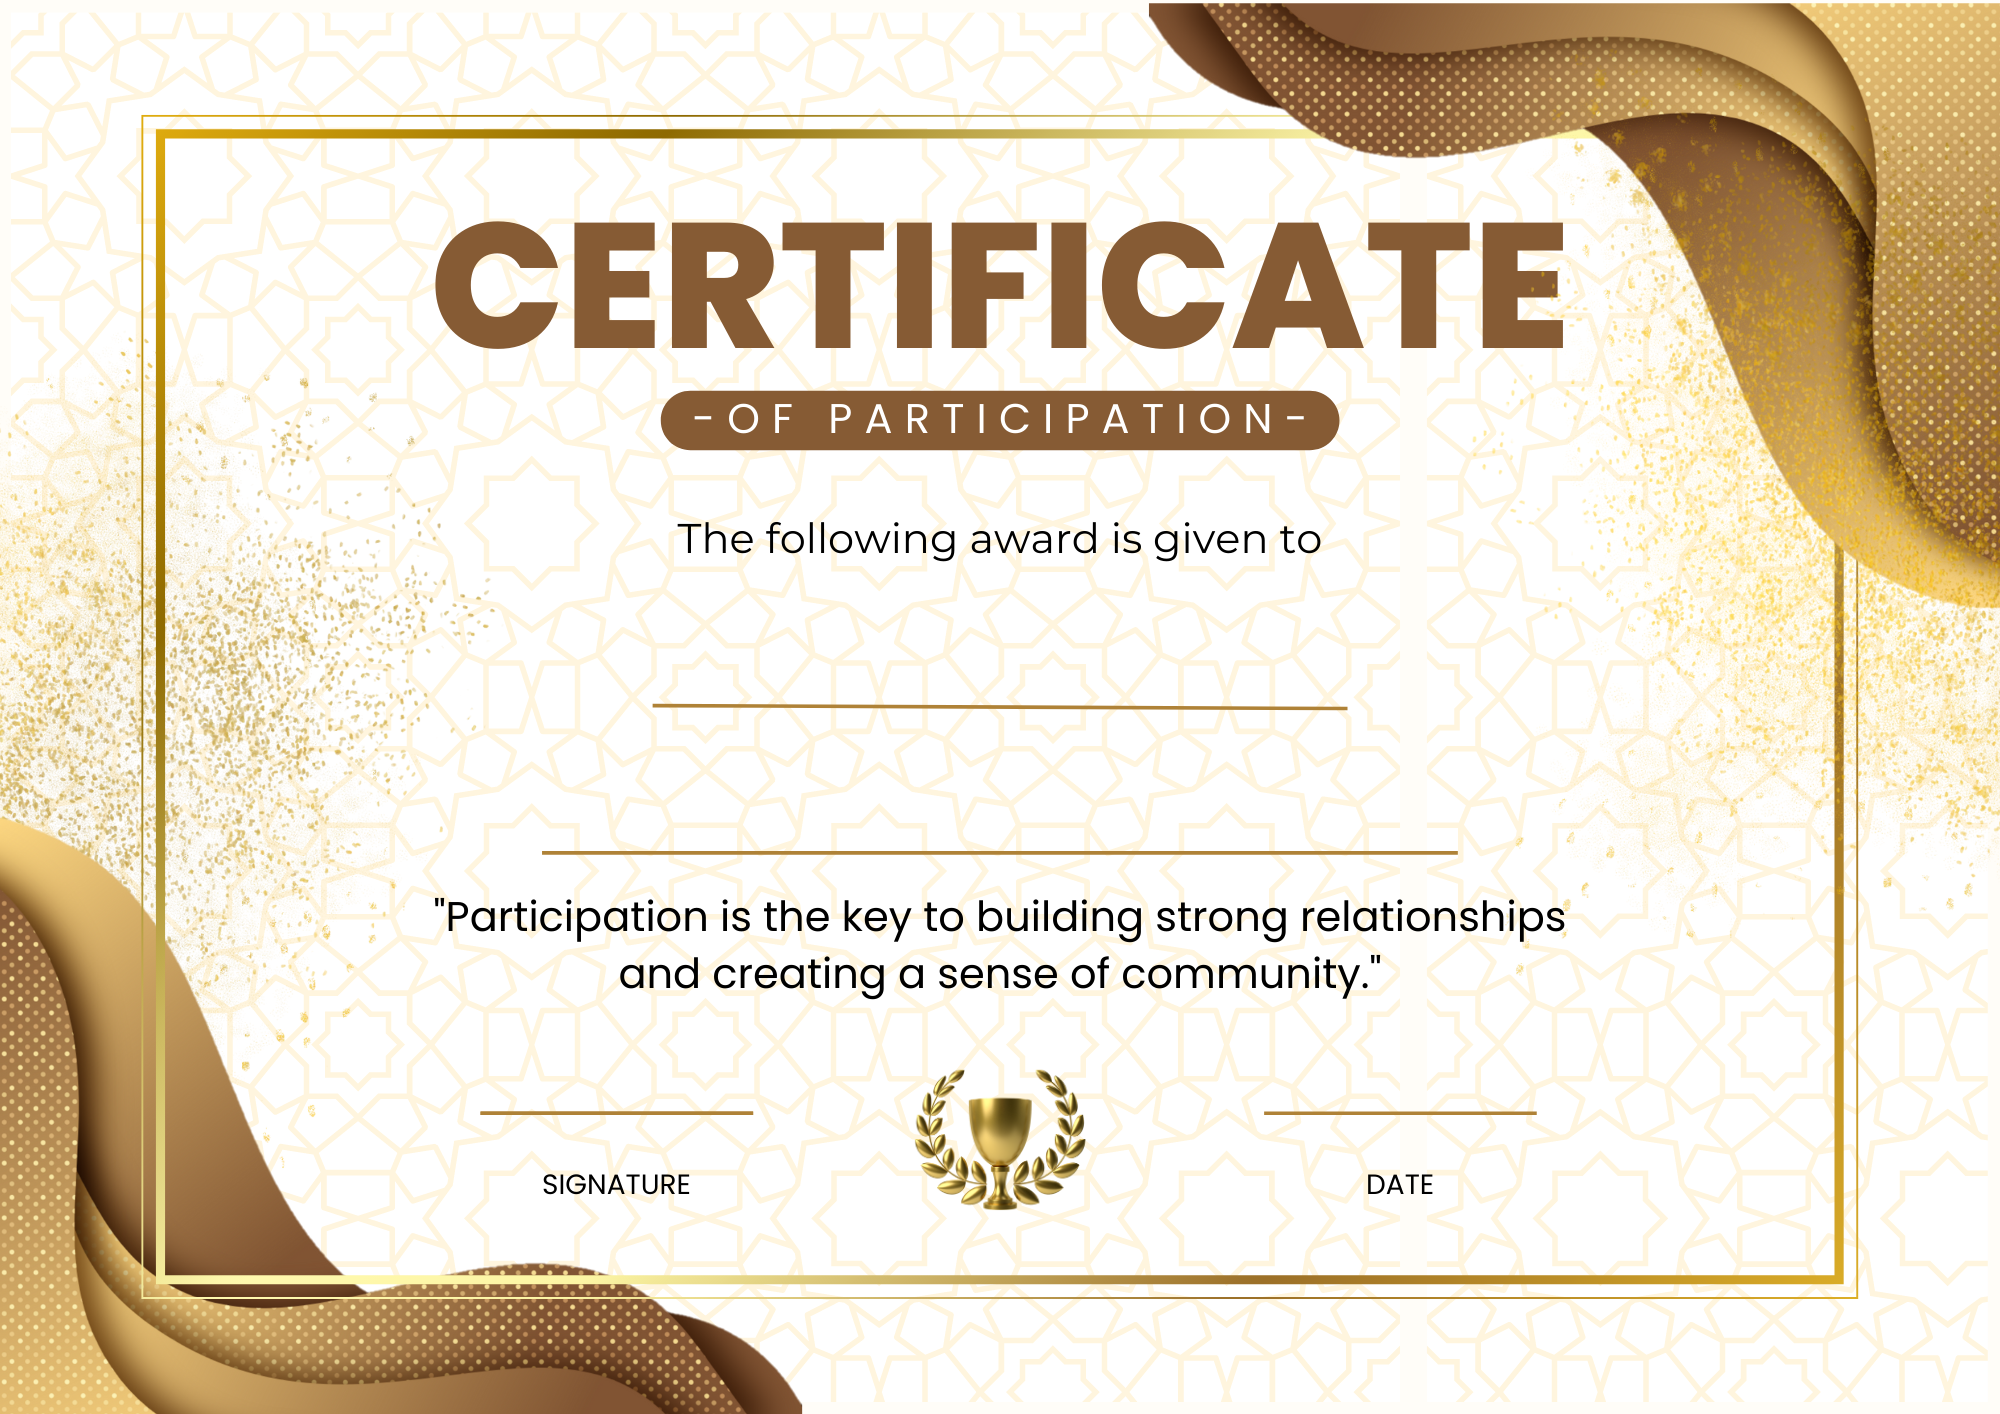 CERTIFICATE
-OF PARTICIPATION-
The following award is given to
"Participation is the key to building strong relationships
and creating a sense of community."
SIGNATURE
DATE